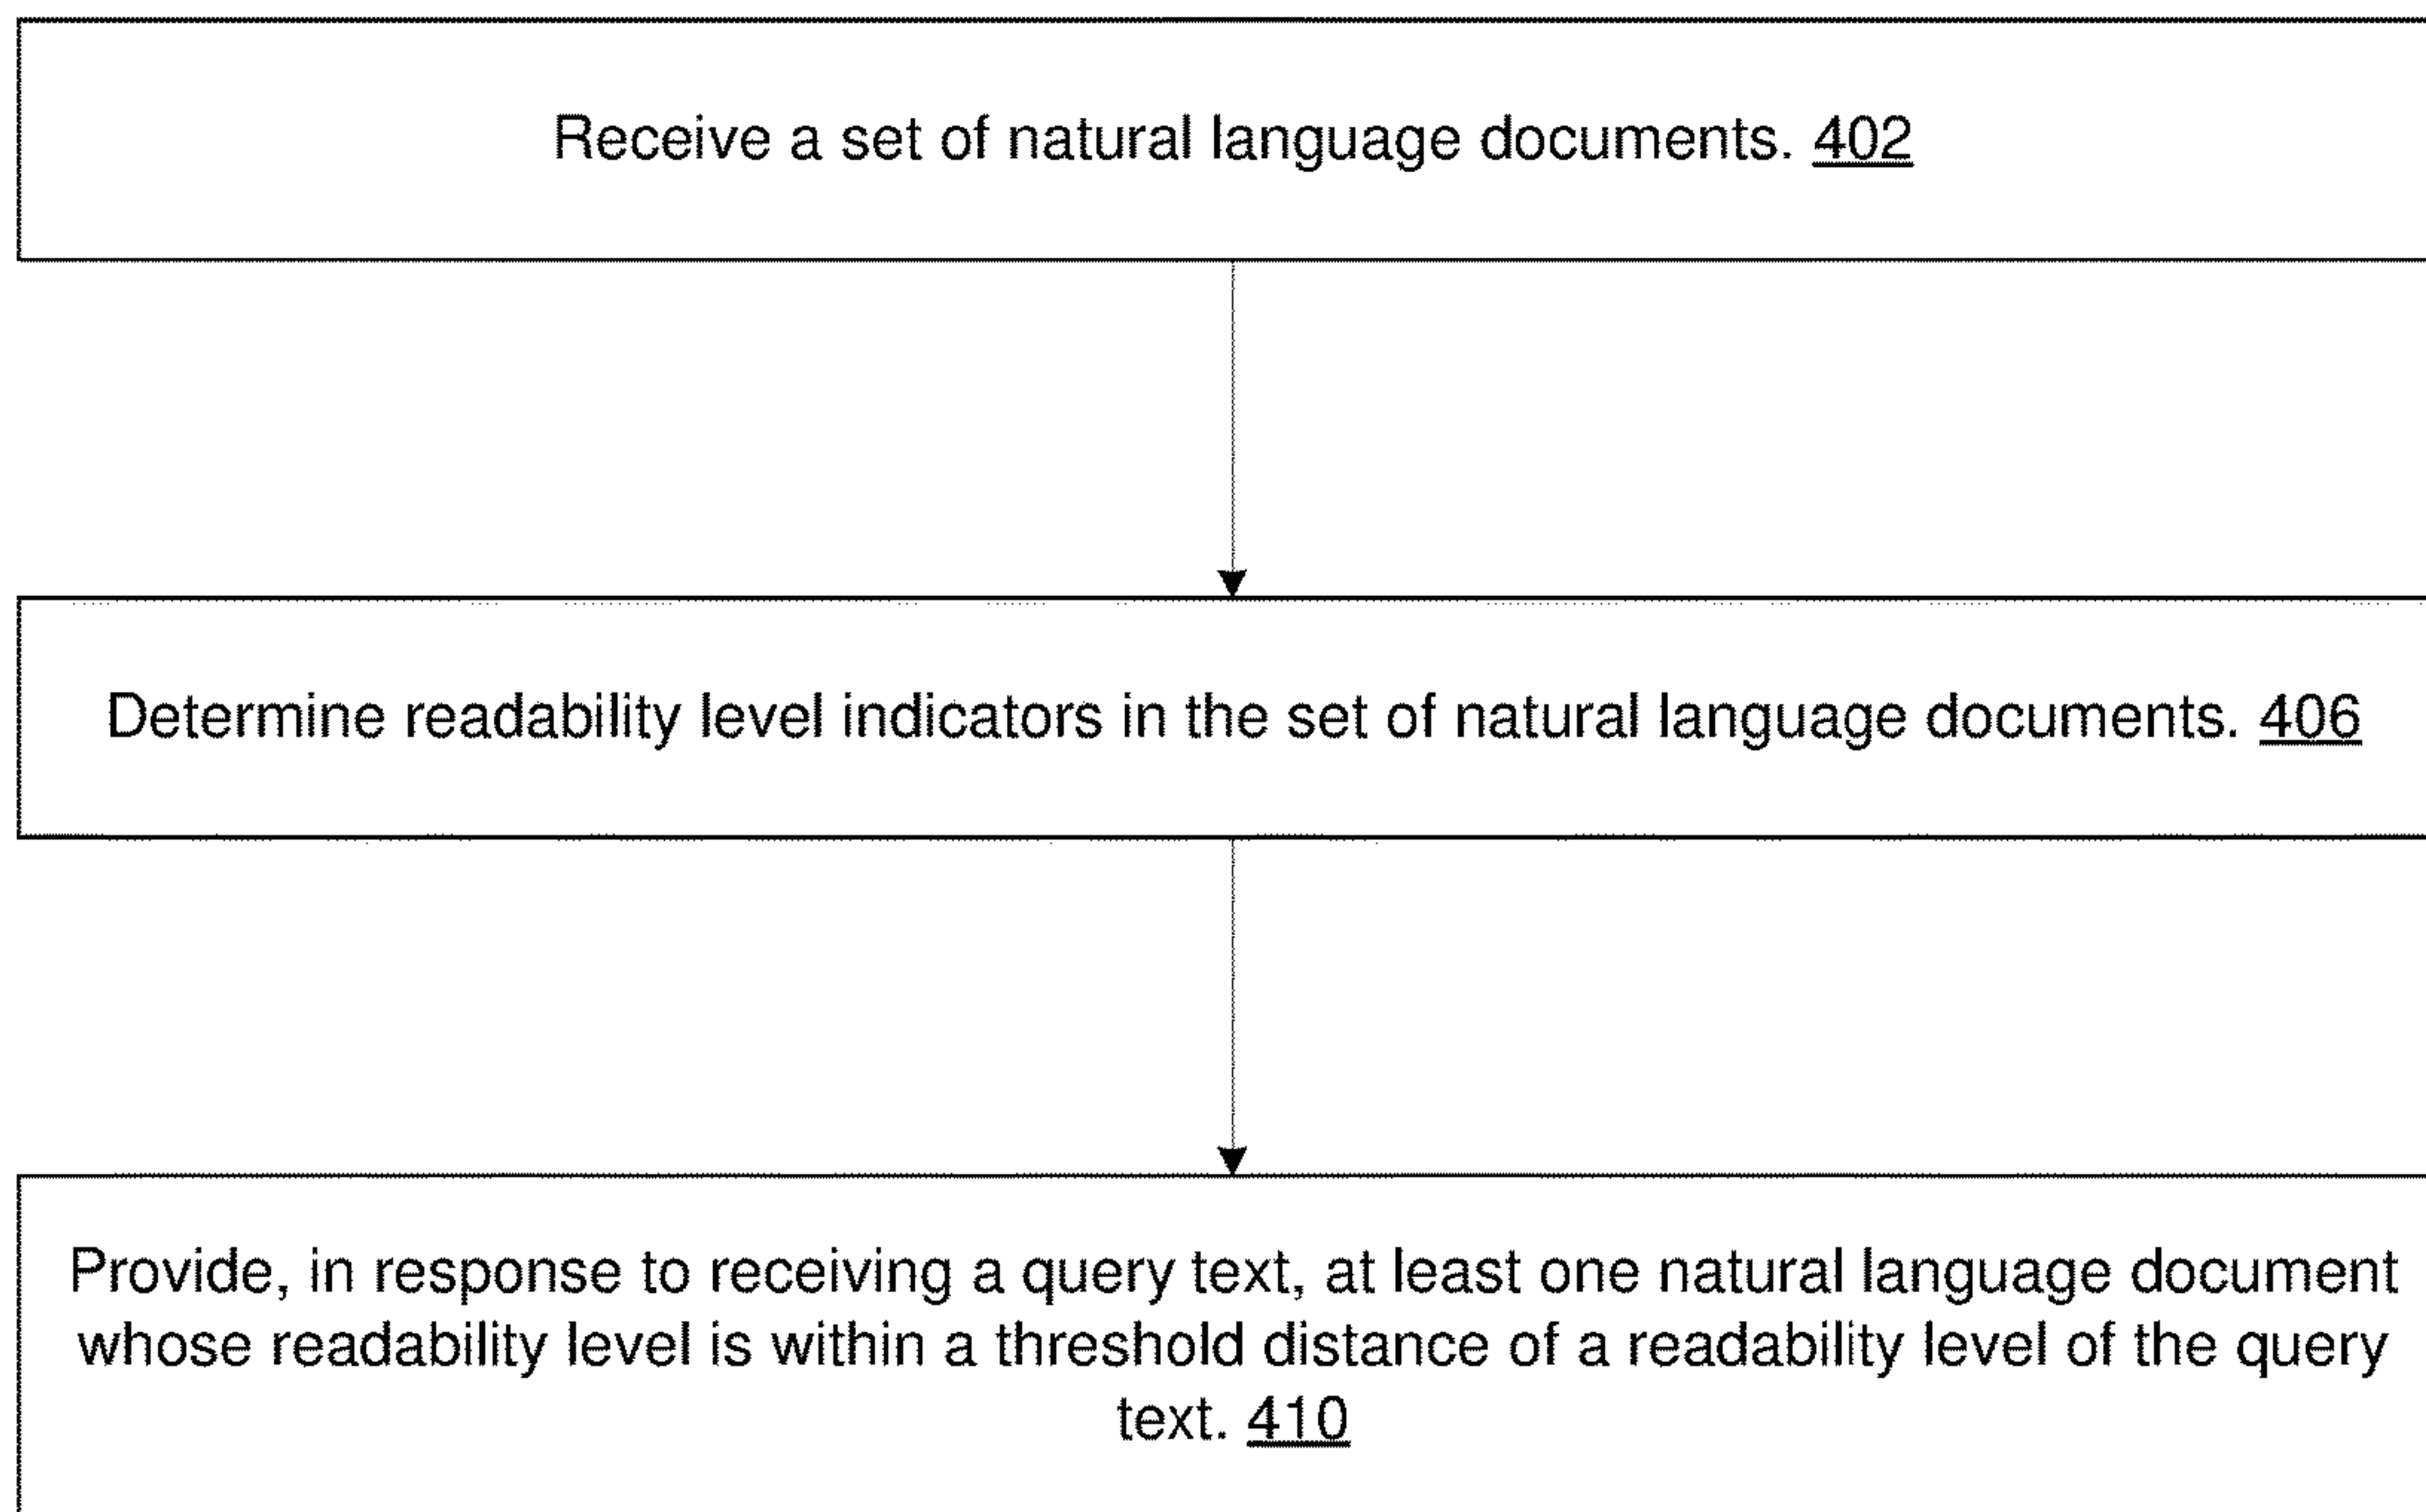 Receive a set of natural language documents. 402
Determine readability level indicators in the set of natural language documents. 406
Provide, in response to receiving a query text, at least one natural language document
whose readability level is within a threshold distance of a readability level of the query
text. 410